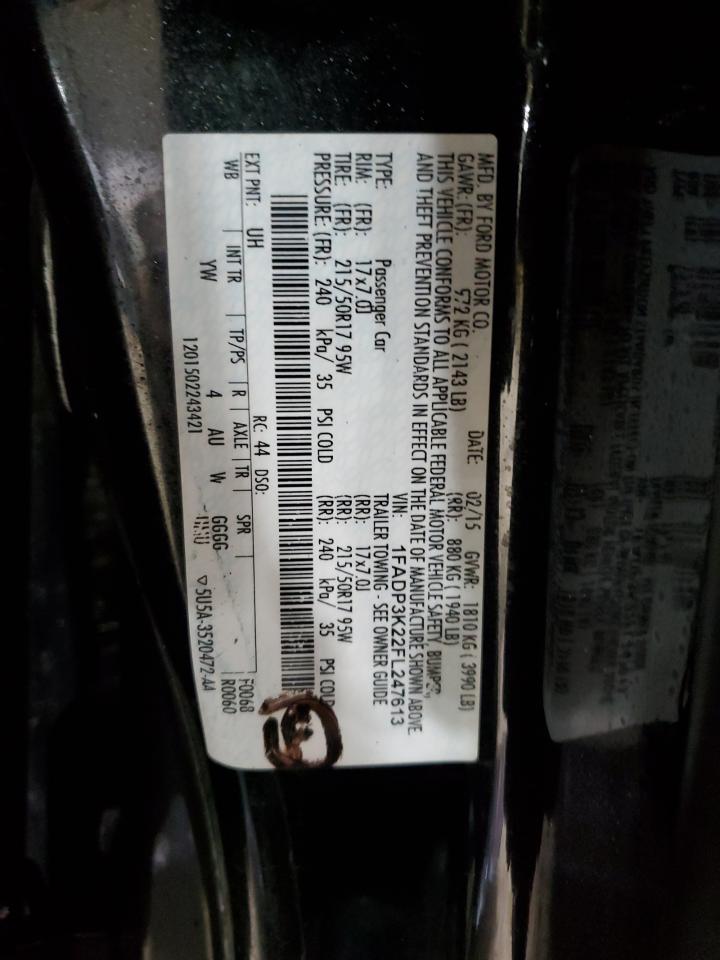 MFD. BY FORD MOTOR CO.
DATE: 02/15 GVWR: 1810 KG ( 3990 LB)
GAWR: (FR): 972 KG ( 2143 LB) (RR): 880 KG ( 1940 LB)
THIS VEHICLE CONFORMS TO ALL APPLICABLE FEDERAL MOTOR VEHICLE SAFETY, BUMPER,
AND THEFT PREVENTION STANDARDS IN EFFECT ON THE DATE OF MANUFACTURE SHOWN ABOVE.
VIN: 1FADP3K22FL247613
TYPE: Passenger Car TRAILER TOWING - SEE OWNER GUIDE
RIM: (FR): 17x7.0J (RR): 17x7.0J
TIRE: (FR): 215/50R17 95W (RR): 215/50R17 95W
PRESSURE: (FR): 240 kPa/ 35 PSI COLD (RR): 240 kPa/ 35 PSI COLD
EXT PNT: UH RC: 44 DSO: F0068
WB INT TR TP/PS R AXLE TR SPR R0060
YW 4 AU W GGGG
1201502243421 ▽ 5U5A-3520472-AA